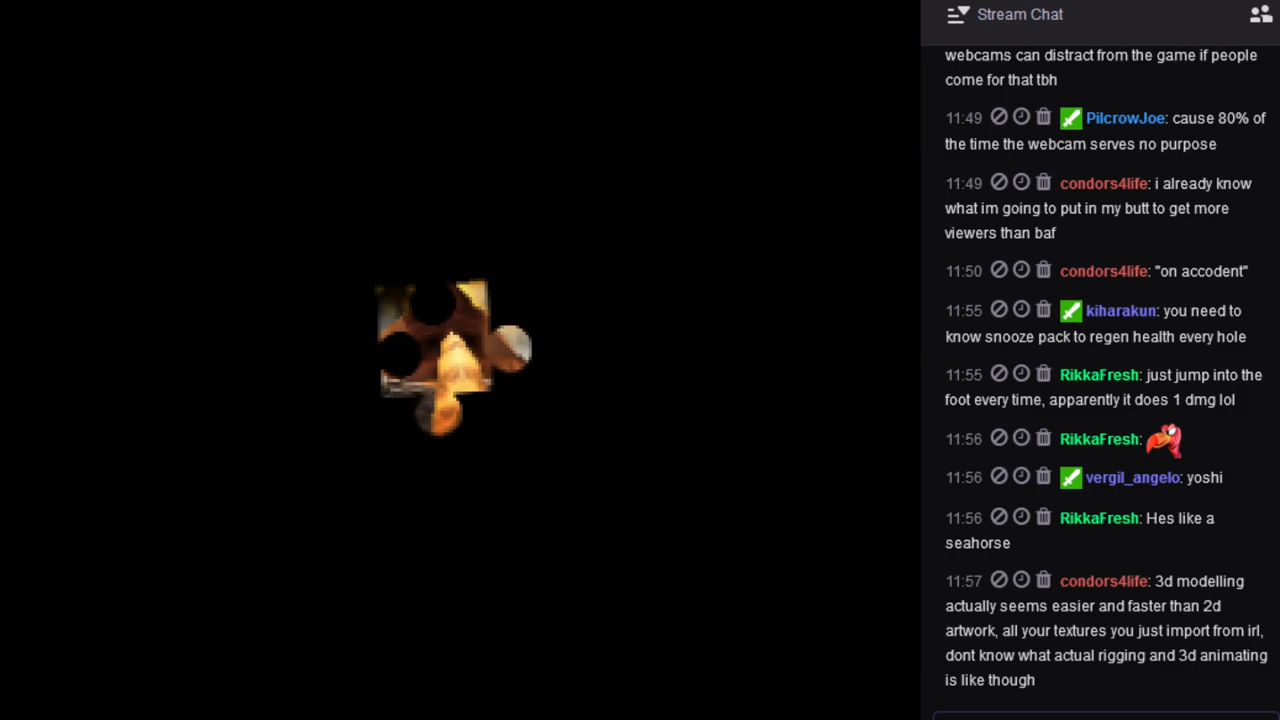 Stream Chat
webcams can distract from the game if people
come for that tbh
11:49 PilcrowJoe: cause 80% of
the time the webcam serves no purpose
11:49 condors4life: i already know
what im going to put in my butt to get more
viewers than baf
11:50 condors4life: "on accodent"
11:55 kiharakun: you need to
know snooze pack to regen health every hole
11:55 RikkaFresh: just jump into the
foot every time, apparently it does 1 dmg lol
11:56 RikkaFresh:
11:56 vergil_angelo: yoshi
11:56 RikkaFresh: Hes like a
seahorse
11:57 condors4life: 3d modelling
actually seems easier and faster than 2d
artwork, all your textures you just import from irl,
dont know what actual rigging and 3d animating
is like though